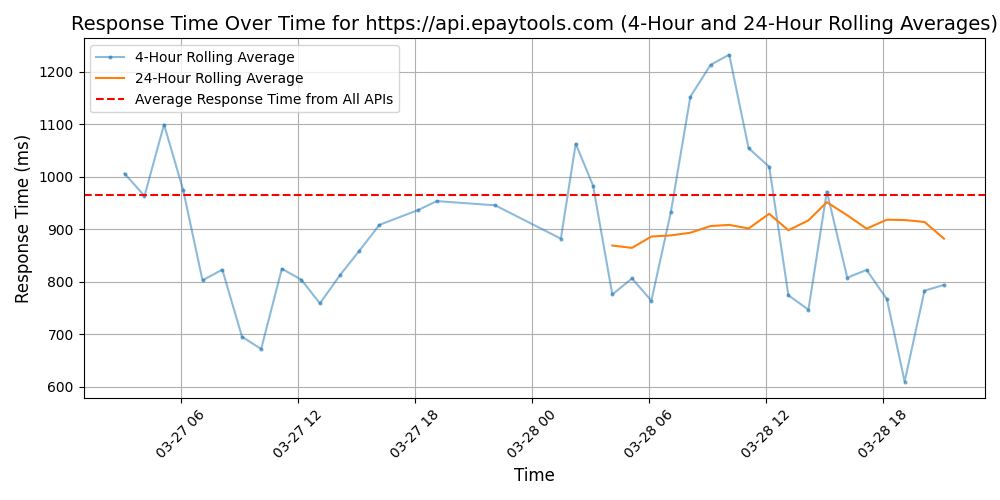 Response Time Over Time for https://api.epaytools.com (4-Hour and 24-Hour Rolling Averages)
4-Hour Rolling Average
24-Hour Rolling Average
Average Response Time from All APIs
Response Time (ms)
1200
1100
1000
900
800
700
600
03-27 06
03-27 12
03-27 18
03-28 00
03-28 06
03-28 12
03-28 18
Time